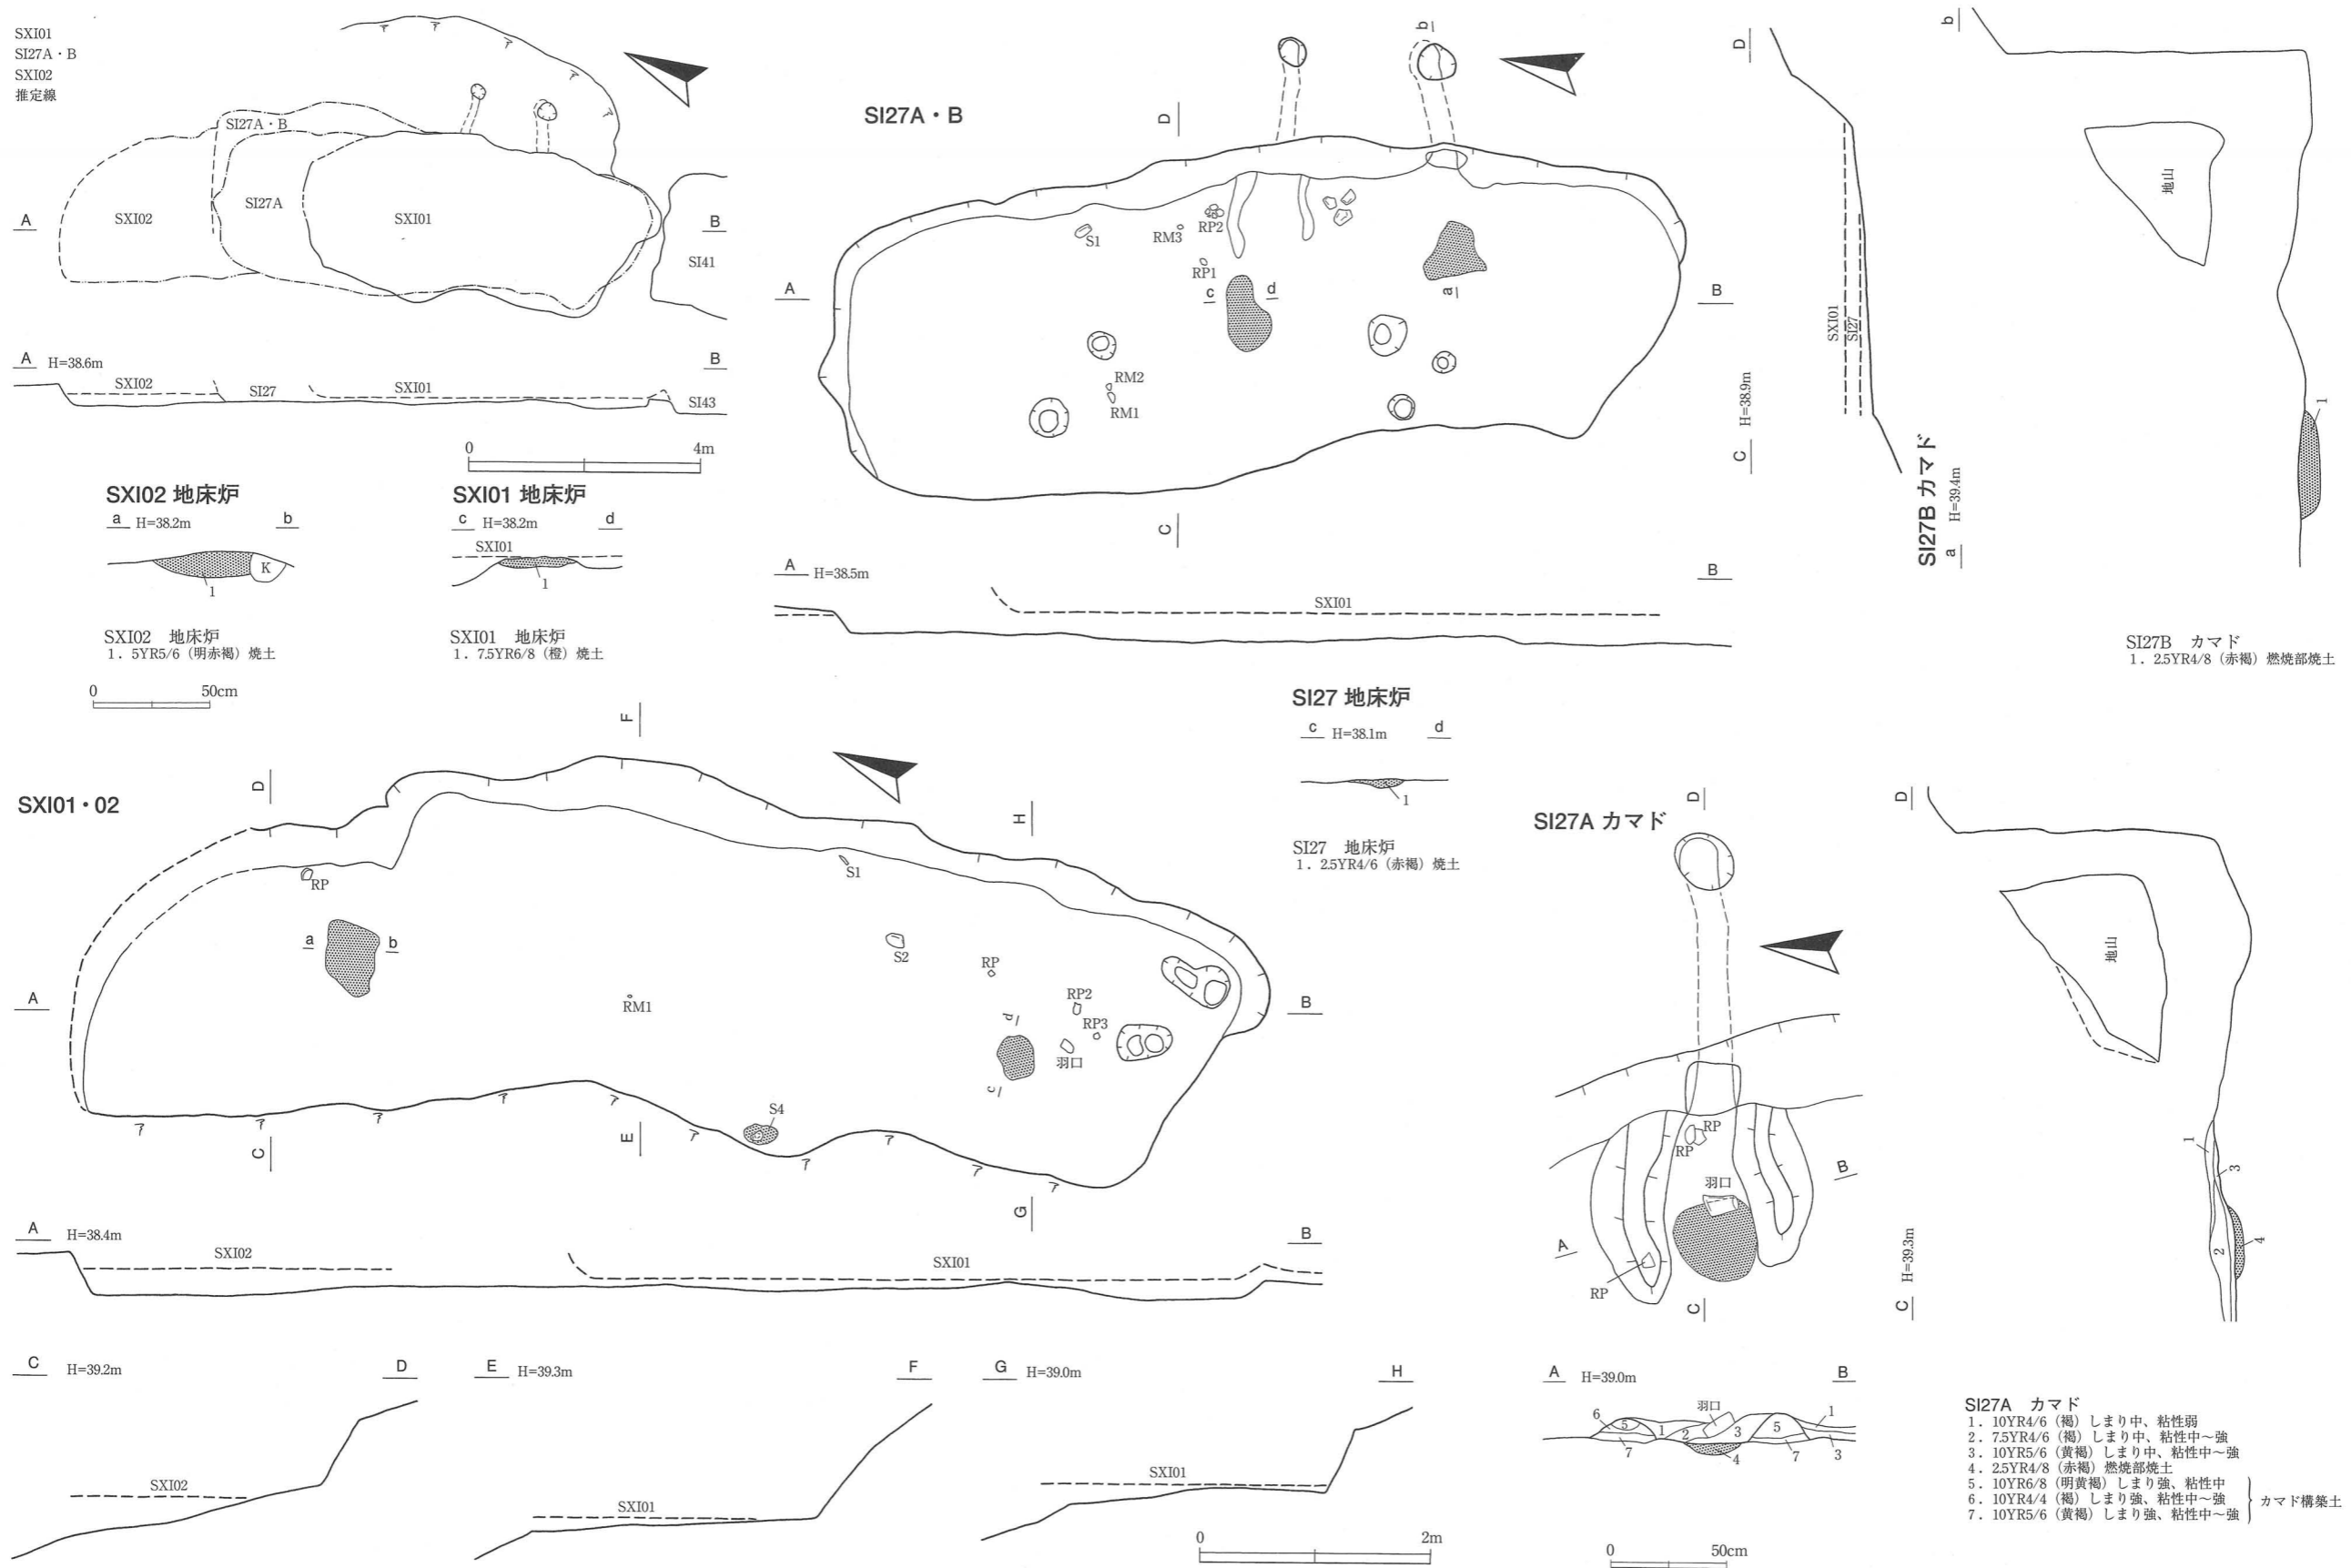 SXI01
SI27A・B
SXI02
推定線
SI27A・B
SXI02
SI27A
SXI01
A
B
SI41
A H=38.6m
B
SXI02
SI27
SXI01
SI43
0 4m
SXI02 地床炉
a H=38.2m b
K
1
SXI02 地床炉
1．5YR5/6（明赤褐）焼土
0 50cm
SXI01 地床炉
c H=38.2m d
SXI01
1
SXI01 地床炉
1．7.5YR6/8（橙）焼土
SI27A・B
b
D
S1
RM3
RP2
RP1
c
d
a
A
B
RM2
RM1
C
A H=38.5m
B
SXI01
D
SXI01
SI27
C H=38.9m
SI27B カマド
a H=39.4m
b
地山
1
SI27B カマド
1．2.5YR4/8（赤褐）燃焼部焼土
SI27 地床炉
c H=38.1m d
1
SI27 地床炉
1．2.5YR4/6（赤褐）焼土
SXI01・02
D
F
H
RP
S1
a
b
S2
RP
A
RM1
RP2
RP3
B
d
羽口
c
S4
C
E
G
A H=38.4m
B
SXI02
SXI01
C H=39.2m D
SXI02
E H=39.3m F
SXI01
G H=39.0m H
SXI01
0 2m
SI27A カマド
D
RP
RP
羽口
B
A
RP
C
D
地山
1
3
2
4
C H=39.3m
A H=39.0m B
羽口
6
5
1
2
3
5
1
7
4
7
3
0 50cm
SI27A カマド
1．10YR4/6（褐）しまり中、粘性弱
2．7.5YR4/6（褐）しまり中、粘性中～強
3．10YR5/6（黄褐）しまり中、粘性中～強
4．2.5YR4/8（赤褐）燃焼部焼土
5．10YR6/8（明黄褐）しまり強、粘性中
6．10YR4/4（褐）しまり強、粘性中～強
7．10YR5/6（黄褐）しまり強、粘性中～強
カマド構築土